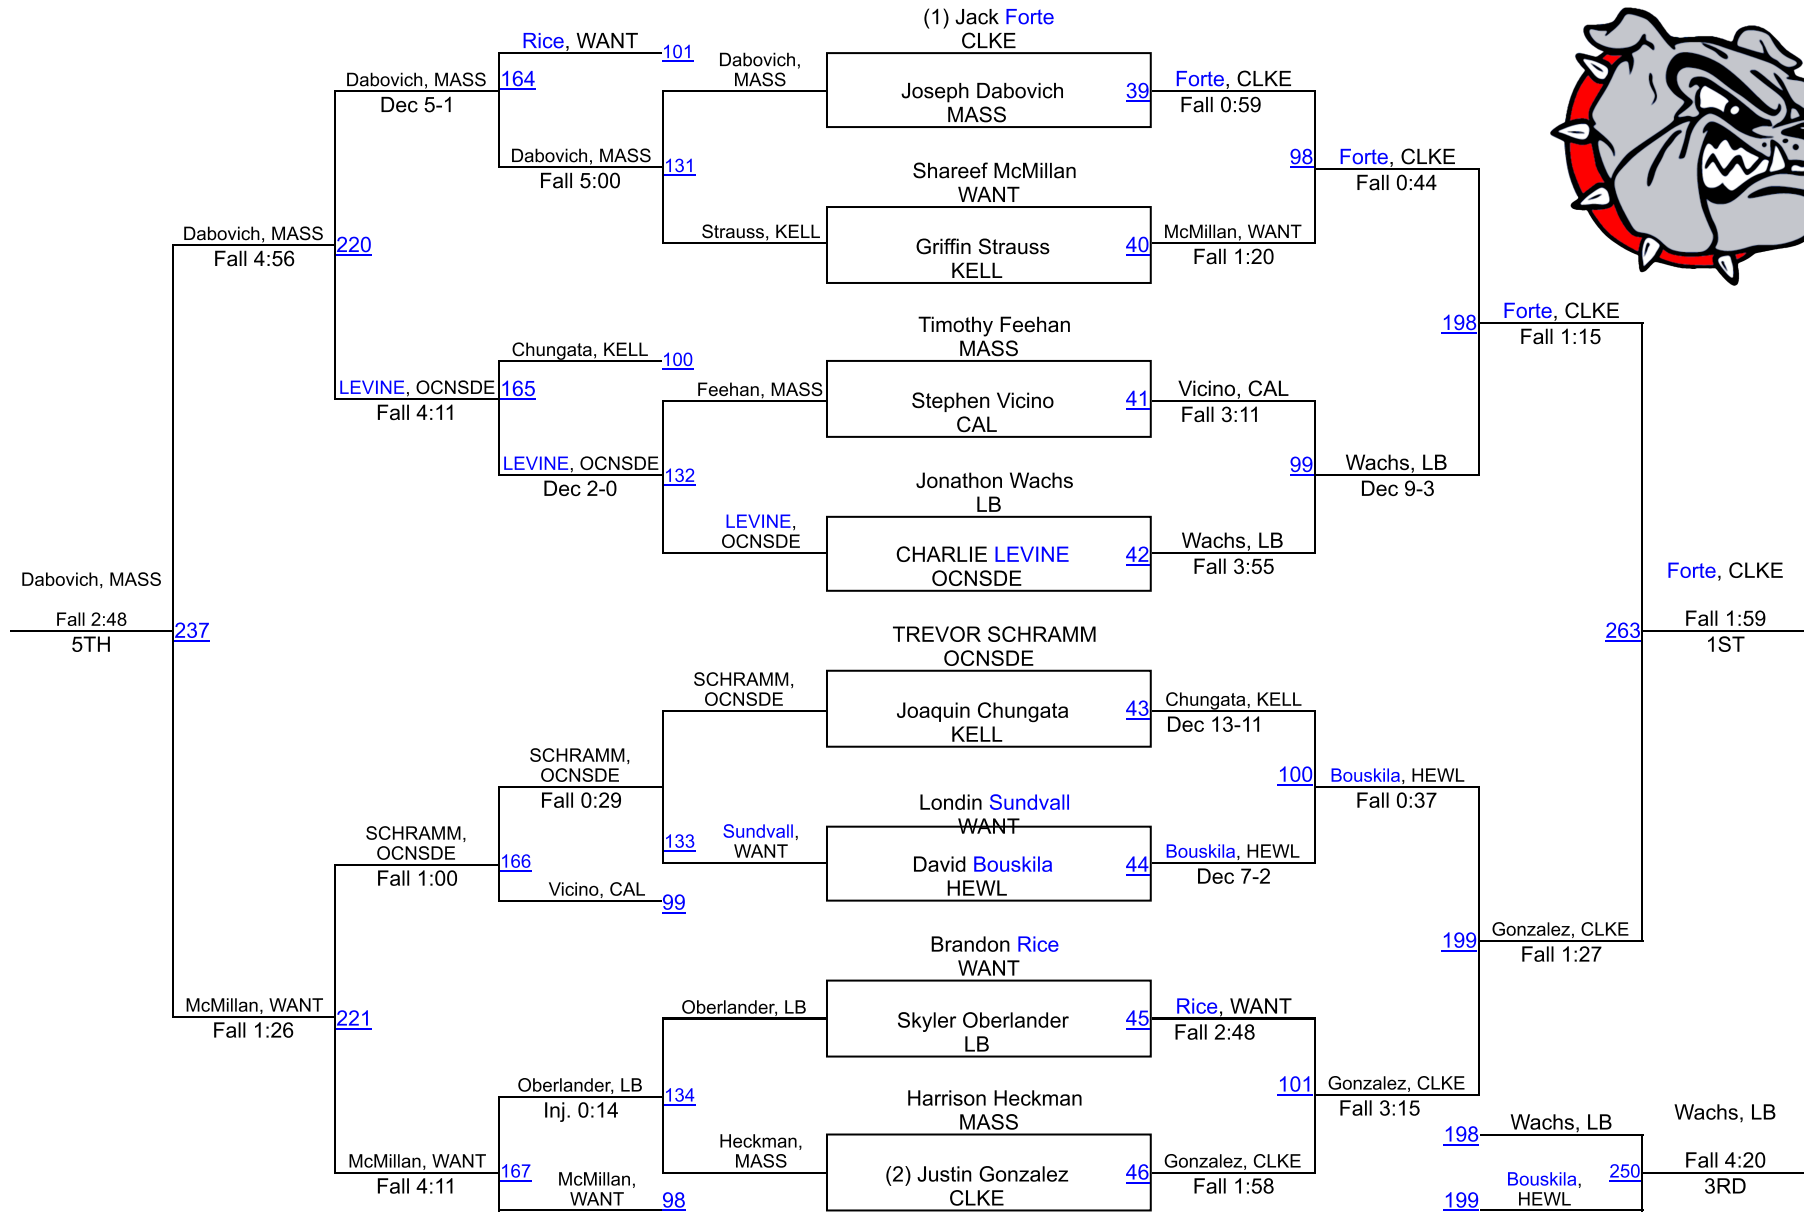 (1) Jack Forte
CLKE
Rice, WANT
101
Dabovich, MASS
Dec 5-1
164
Dabovich,
MASS
Joseph Dabovich
MASS
39
Forte, CLKE
Fall 0:59
Dabovich, MASS
Fall 5:00
131
Shareef McMillan
WANT
98
Forte, CLKE
Fall 0:44
Dabovich, MASS
Fall 4:56
220
Strauss, KELL
Griffin Strauss
KELL
40
McMillan, WANT
Fall 1:20
Timothy Feehan
MASS
198
Forte, CLKE
Fall 1:15
Chungata, KELL
100
LEVINE, OCNSDE
Fall 4:11
165
Feehan, MASS
Stephen Vicino
CAL
41
Vicino, CAL
Fall 3:11
LEVINE, OCNSDE
Dec 2-0
132
Jonathon Wachs
LB
99
Wachs, LB
Dec 9-3
LEVINE,
OCNSDE
CHARLIE LEVINE
OCNSDE
42
Wachs, LB
Fall 3:55
Dabovich, MASS
Fall 2:48
5TH
237
TREVOR SCHRAMM
OCNSDE
263
Forte, CLKE
Fall 1:59
1ST
SCHRAMM,
OCNSDE
Joaquin Chungata
KELL
43
Chungata, KELL
Dec 13-11
SCHRAMM,
OCNSDE
Fall 0:29
133
Londin Sundvall
WANT
100
Bouskila, HEWL
Fall 0:37
SCHRAMM,
OCNSDE
Fall 1:00
166
Sundvall,
WANT
David Bouskila
HEWL
44
Bouskila, HEWL
Dec 7-2
Vicino, CAL
99
Brandon Rice
WANT
199
Gonzalez, CLKE
Fall 1:27
McMillan, WANT
Fall 1:26
221
Oberlander, LB
Skyler Oberlander
LB
45
Rice, WANT
Fall 2:48
Oberlander, LB
Inj. 0:14
134
Harrison Heckman
MASS
101
Gonzalez, CLKE
Fall 3:15
McMillan, WANT
Fall 4:11
167
Heckman,
MASS
McMillan,
WANT
98
(2) Justin Gonzalez
CLKE
46
Gonzalez, CLKE
Fall 1:58
198
Wachs, LB
Wachs, LB
Fall 4:20
3RD
250
Bouskila,
HEWL
199